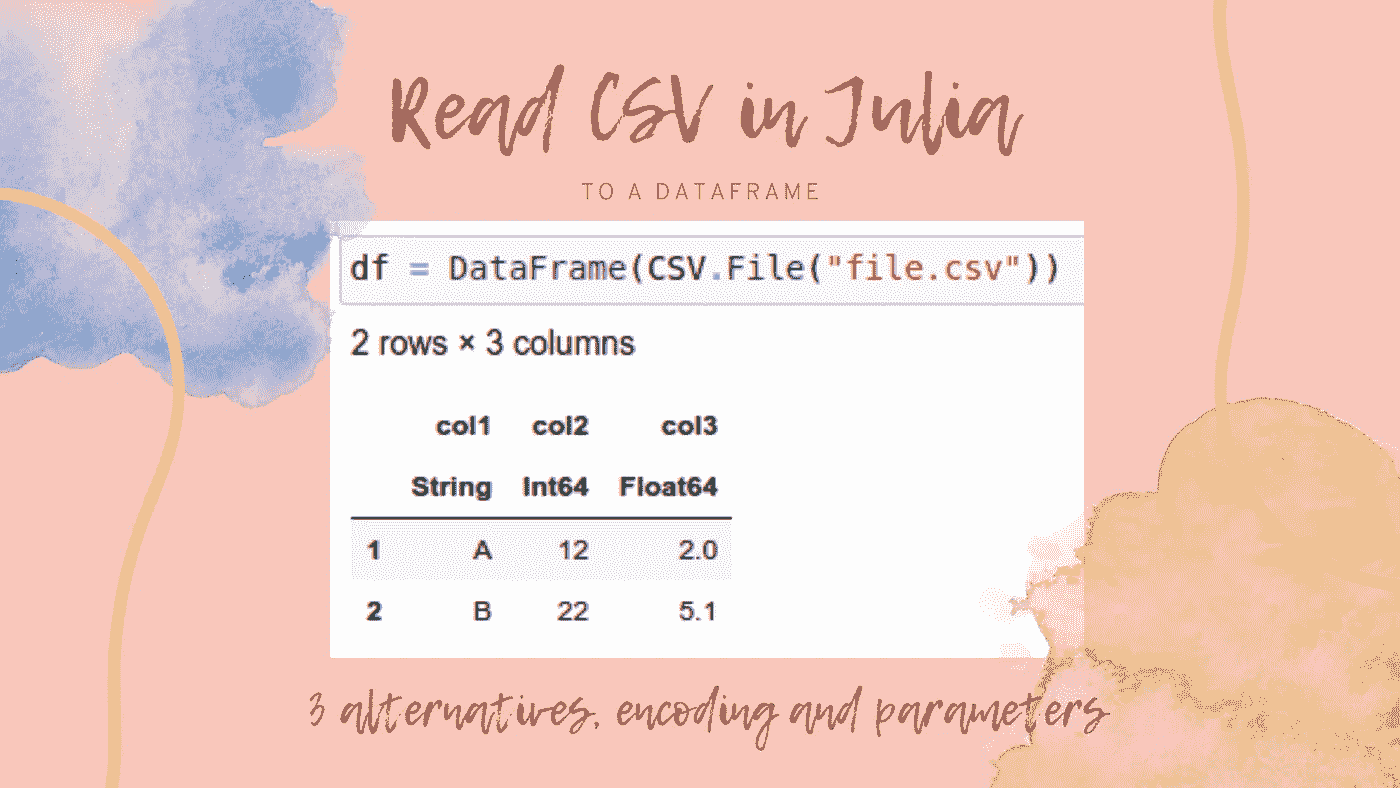 Read CSV in Julia
TO A DATAFRAME
df = DataFrame(CSV.File("file.csv"))
2 rows × 3 columns
col1 col2 col3
String Int64 Float64
1 A 12 2.0
2 B 22 5.1
3 alternatives, encoding and parameters